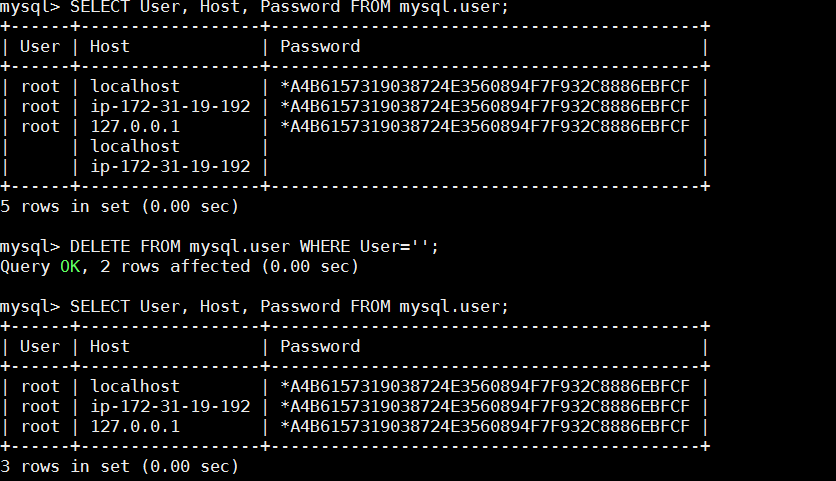 mysql> SELECT User, Host, Password FROM mysql.user;
+------+------------------+-------------------------------------------+
| User | Host             | Password                                  |
+------+------------------+-------------------------------------------+
| root | localhost        | *A4B6157319038724E3560894F7F932C8886EBFCF |
| root | ip-172-31-19-192 | *A4B6157319038724E3560894F7F932C8886EBFCF |
| root | 127.0.0.1        | *A4B6157319038724E3560894F7F932C8886EBFCF |
|      | localhost        |                                           |
|      | ip-172-31-19-192 |                                           |
+------+------------------+-------------------------------------------+
5 rows in set (0.00 sec)
mysql> DELETE FROM mysql.user WHERE User='';
Query OK, 2 rows affected (0.00 sec)
mysql> SELECT User, Host, Password FROM mysql.user;
+------+------------------+-------------------------------------------+
| User | Host             | Password                                  |
+------+------------------+-------------------------------------------+
| root | localhost        | *A4B6157319038724E3560894F7F932C8886EBFCF |
| root | ip-172-31-19-192 | *A4B6157319038724E3560894F7F932C8886EBFCF |
| root | 127.0.0.1        | *A4B6157319038724E3560894F7F932C8886EBFCF |
+------+------------------+-------------------------------------------+
3 rows in set (0.00 sec)